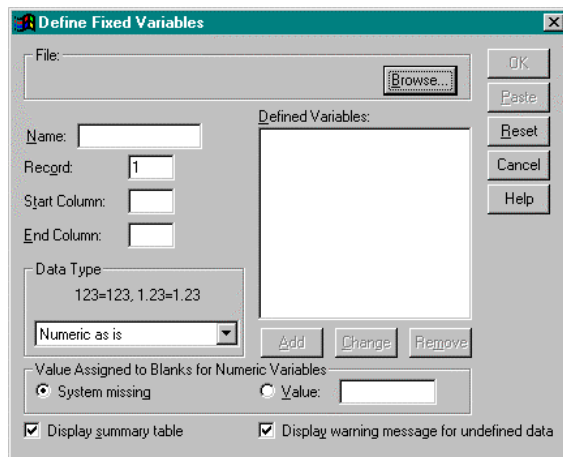 Define Fixed Variables
File:
Browse...
OK
Paste
Reset
Cancel
Help
Name:
Record: 1
Start Column:
End Column:
Defined Variables:
Data Type
123=123, 1.23=1.23
Numeric as is
Add Change Remove
Value Assigned to Blanks for Numeric Variables
System missing Value:
Display summary table Display warning message for undefined data